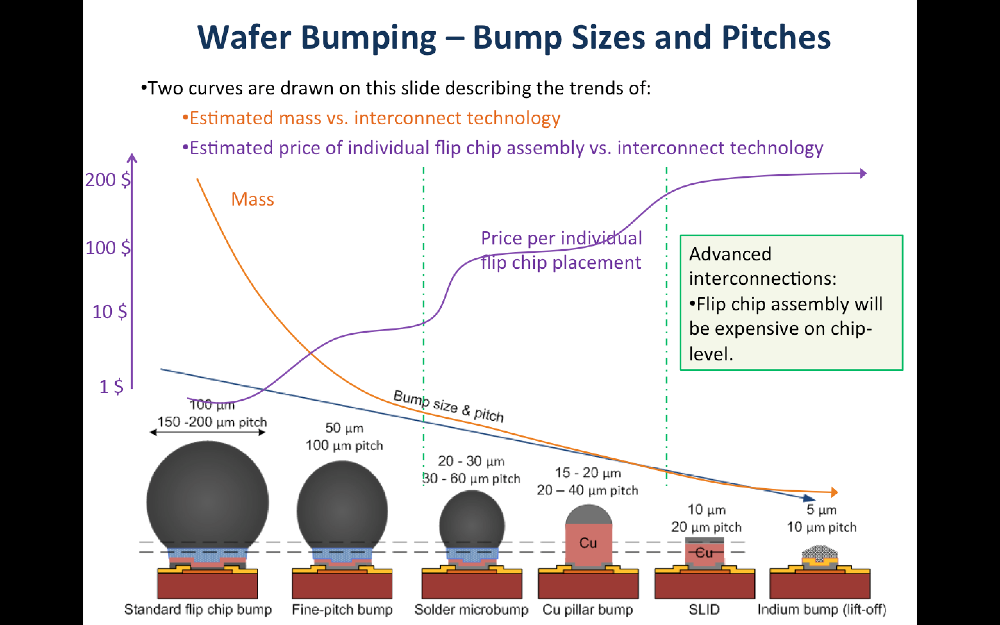 Wafer Bumping – Bump Sizes and Pitches
•Two curves are drawn on this slide describing the trends of:
•Estimated mass vs. interconnect technology
•Estimated price of individual flip chip assembly vs. interconnect technology
200 $
100 $
10 $
1 $
Mass
Price per individual
flip chip placement
Advanced
interconnections:
•Flip chip assembly will
be expensive on chip-
level.
Bump size & pitch
100 µm
150 -200 µm pitch
50 µm
100 µm pitch
20 - 30 µm
30 - 60 µm pitch
15 - 20 µm
20 – 40 µm pitch
10 µm
20 µm pitch
5 µm
10 µm pitch
Cu
Cu
Standard flip chip bump
Fine-pitch bump
Solder microbump
Cu pillar bump
SLID
Indium bump (lift-off)